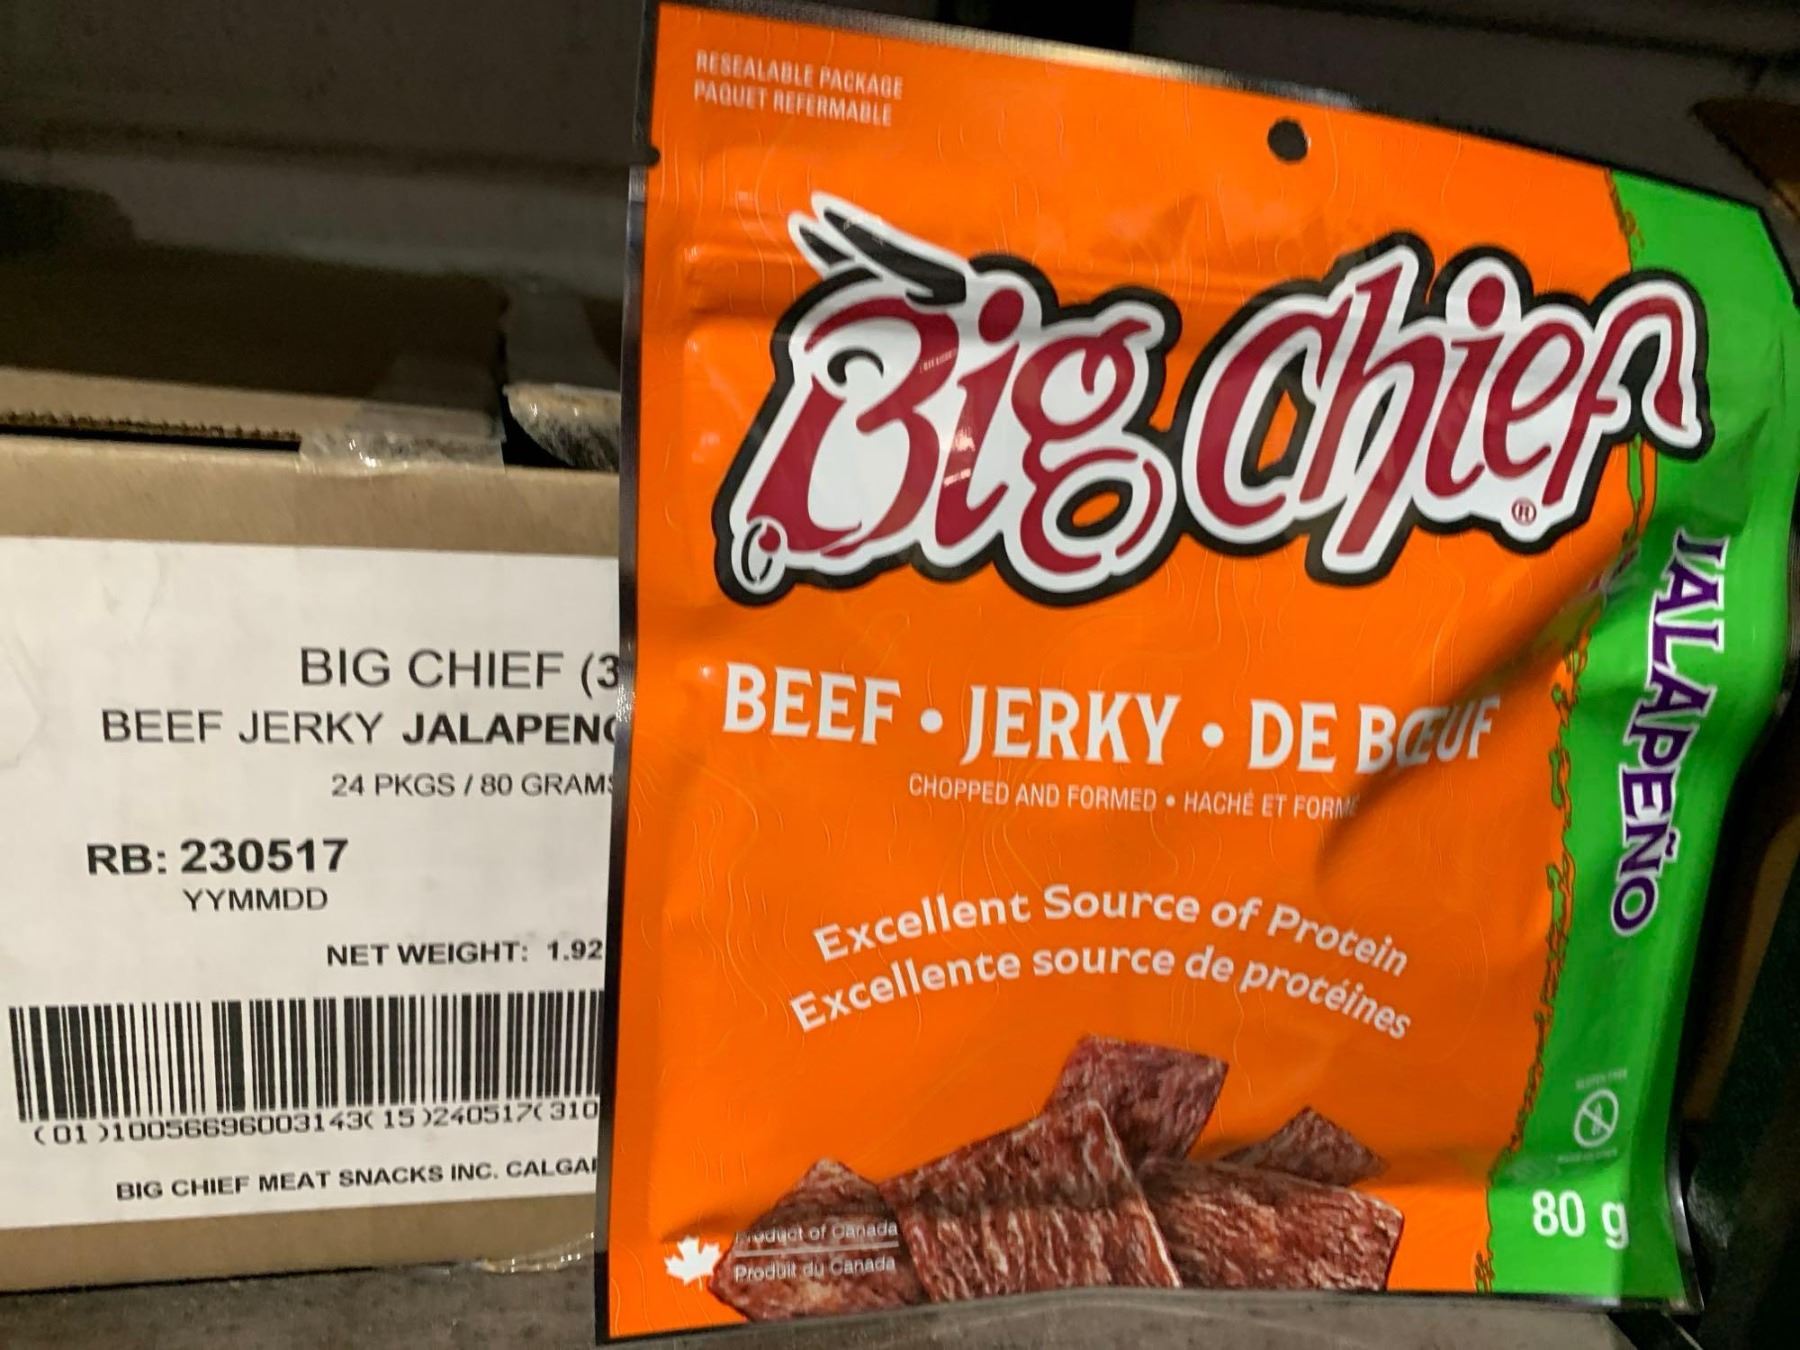 BIG CHIEF (3
BEEF JERKY JALAPENO
24 PKGS / 80 GRAMS
RB: 230517
YYMMDD
NET WEIGHT: 1.92
(01)10056696003143(15)240517(310
BIG CHIEF MEAT SNACKS INC. CALGA
RESEALABLE PACKAGE
PAQUET REFERMABLE
Big Chief®
BEEF • JERKY • DE BŒUF
CHOPPED AND FORMED • HACHÉ ET FORMÉ
Excellent Source of Protein
Excellente source de protéines
JALAPEÑO
80 g
Product of Canada
Produit du Canada